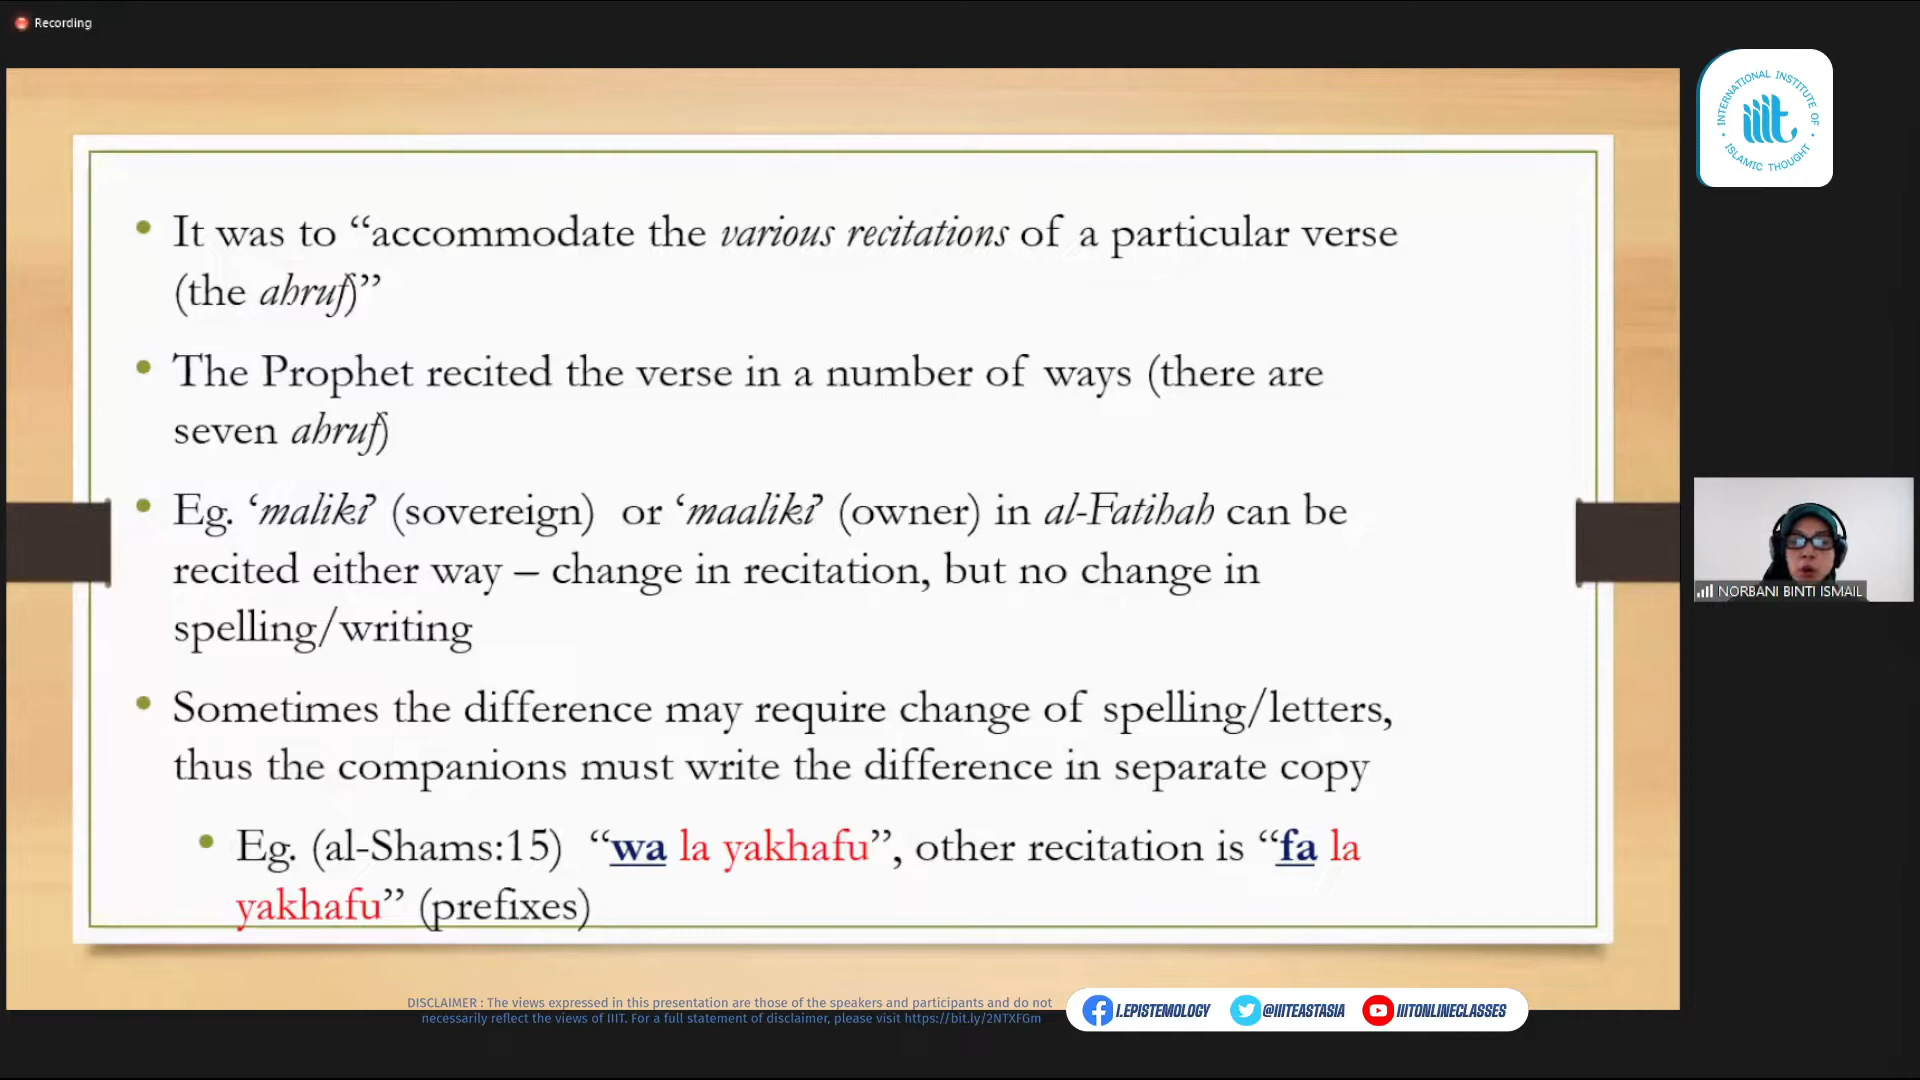 Recording
It was to “accommodate the various recitations of a particular verse
(the ahruf)”
The Prophet recited the verse in a number of ways (there are
seven ahruf)
Eg. ‘maliki’ (sovereign) or ‘maaliki’ (owner) in al-Fatihah can be
recited either way – change in recitation, but no change in
spelling/writing
Sometimes the difference may require change of spelling/letters,
thus the companions must write the difference in separate copy
Eg. (al-Shams:15) “wa la yakhafu”, other recitation is “fa la
yakhafu” (prefixes)
INTERNATIONAL INSTITUTE OF
iiit
ISLAMIC THOUGHT
NORBANI BINTI ISMAIL
DISCLAIMER : The views expressed in this presentation are those of the speakers and participants and do not
necessarily reflect the views of IIIT. For a full statement of disclaimer, please visit https://bit.ly/2NTXFGm
I.EPISTEMOLOGY @IIITEASTASIA IIITONLINECLASSES